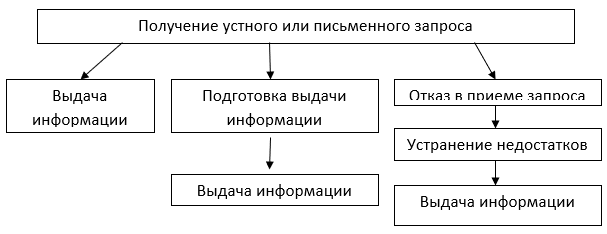 Получение устного или письменного запроса
Выдача
информации
Подготовка выдачи
информации
Выдача информации
Отказ в приеме запроса
Устранение недостатков
Выдача информации